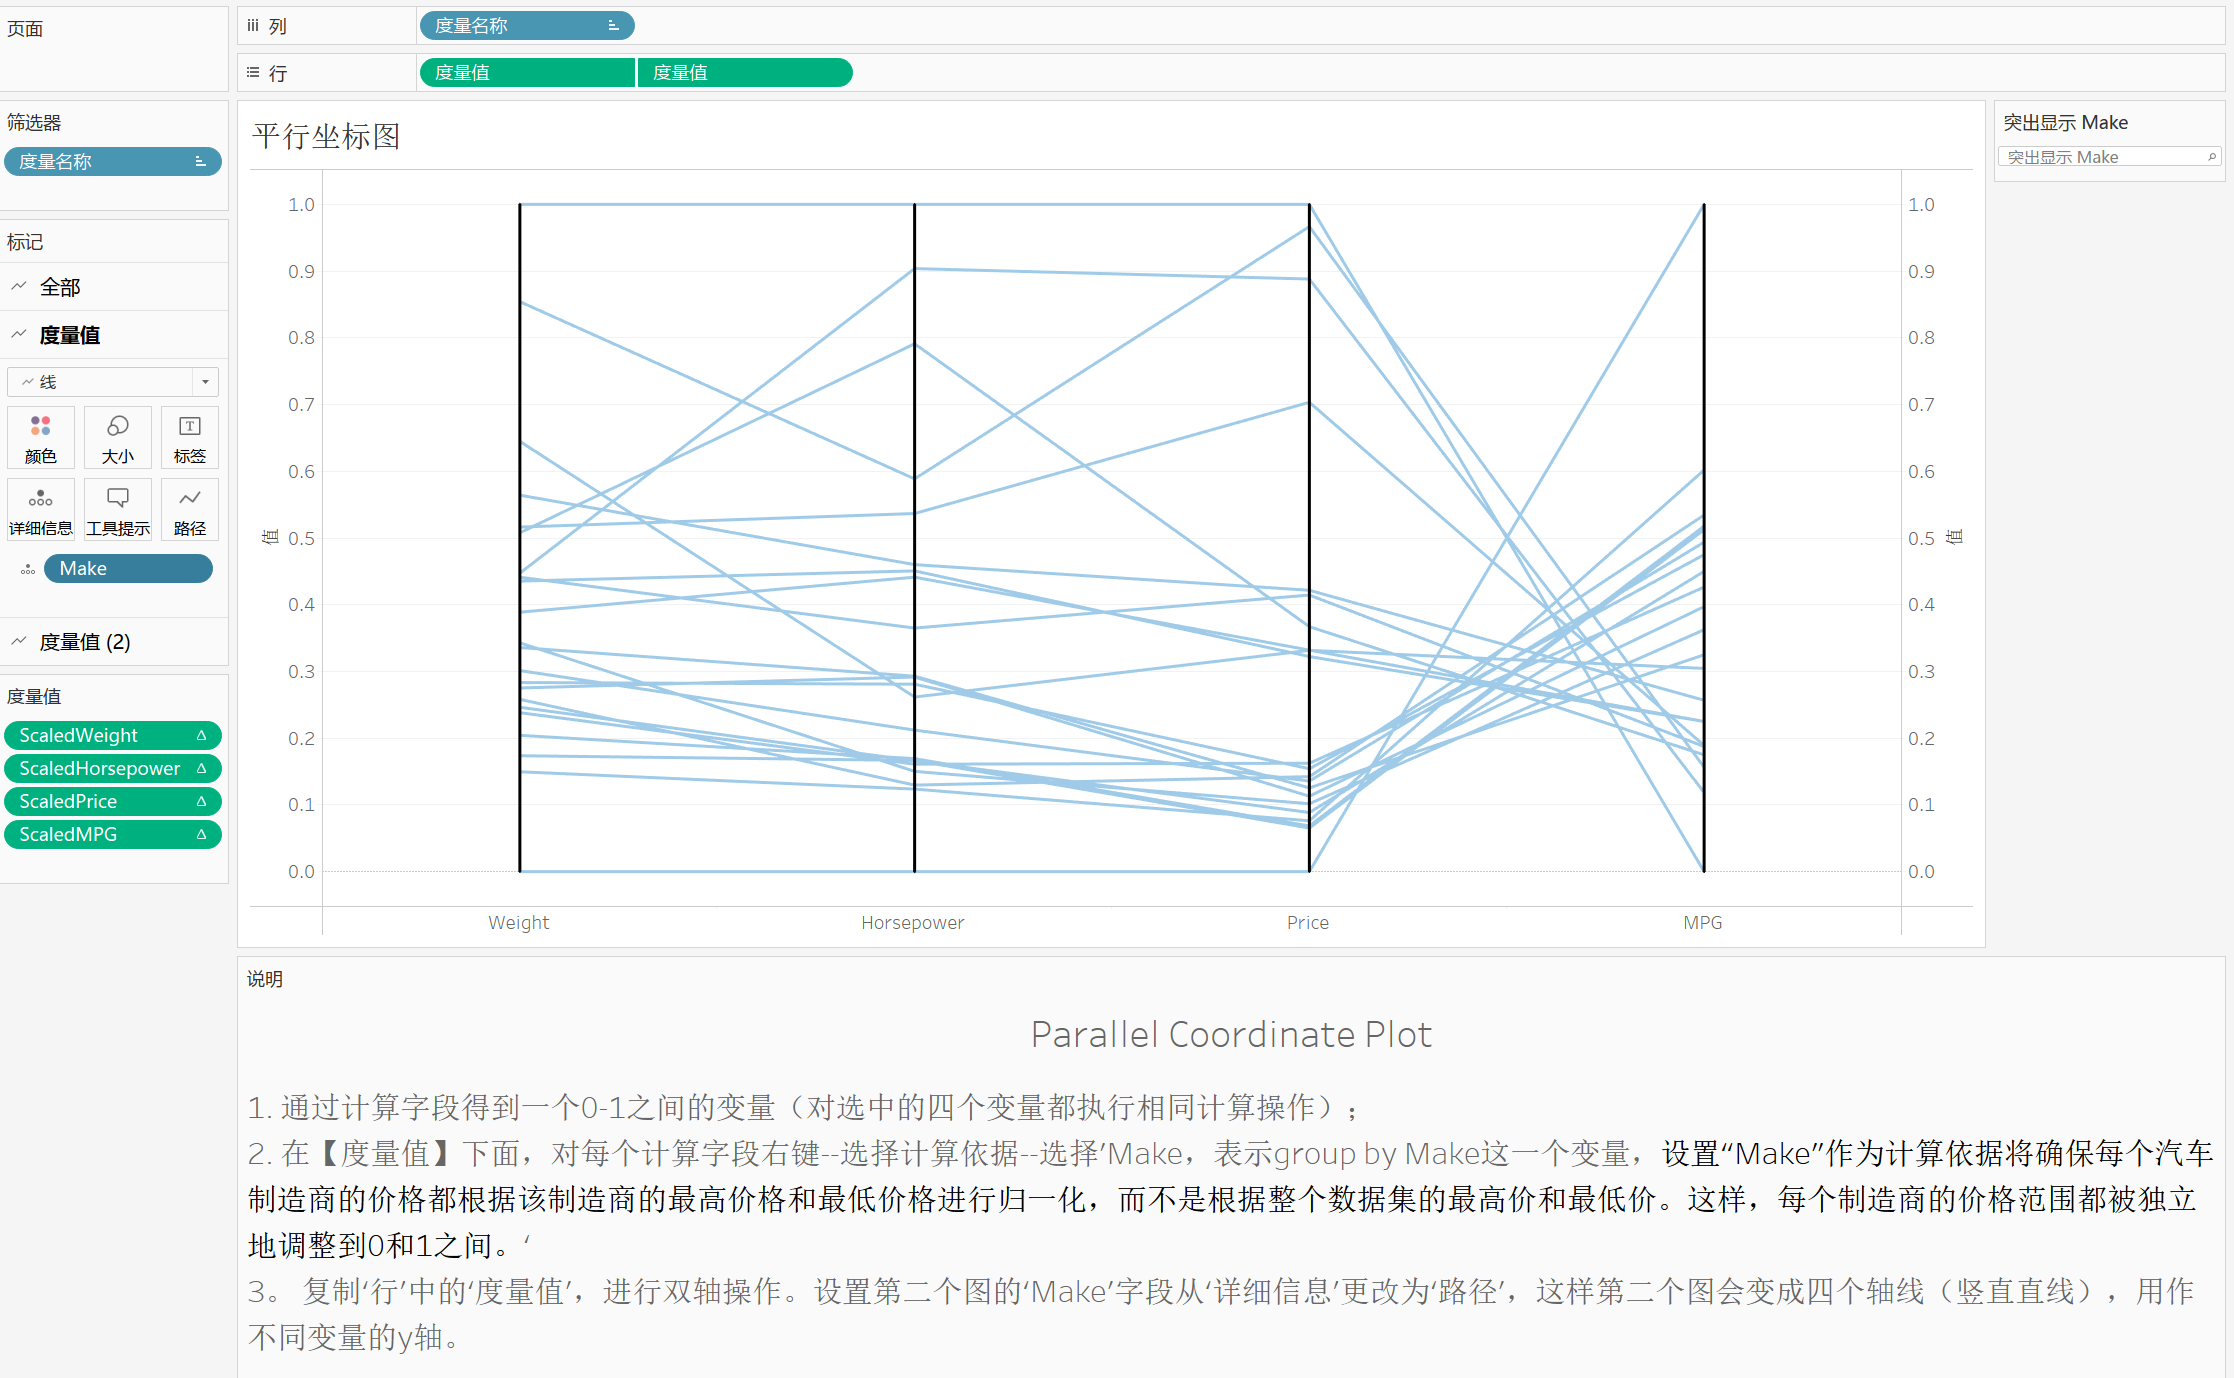 页面
列
度量名称
行
度量值
度量值
筛选器
度量名称
标记
全部
度量值
线
颜色
大小
标签
详细信息
工具提示
路径
Make
度量值 (2)
度量值
ScaledWeight
ScaledHorsepower
ScaledPrice
ScaledMPG
平行坐标图
1.0
0.9
0.8
0.7
0.6
0.5
0.4
0.3
0.2
0.1
0.0
值
Weight
Horsepower
Price
MPG
1.0
0.9
0.8
0.7
0.6
0.5
0.4
0.3
0.2
0.1
0.0
值
突出显示 Make
突出显示 Make
说明
Parallel Coordinate Plot
1. 通过计算字段得到一个0-1之间的变量（对选中的四个变量都执行相同计算操作）；
2. 在【度量值】下面，对每个计算字段右键--选择计算依据--选择'Make，表示group by Make这一个变量，设置“Make”作为计算依据将确保每个汽车
制造商的价格都根据该制造商的最高价格和最低价格进行归一化，而不是根据整个数据集的最高价和最低价。这样，每个制造商的价格范围都被独立
地调整到0和1之间。‘
3。 复制‘行’中的‘度量值’，进行双轴操作。设置第二个图的‘Make’字段从‘详细信息’更改为‘路径’，这样第二个图会变成四个轴线（竖直直线），用作
不同变量的y轴。